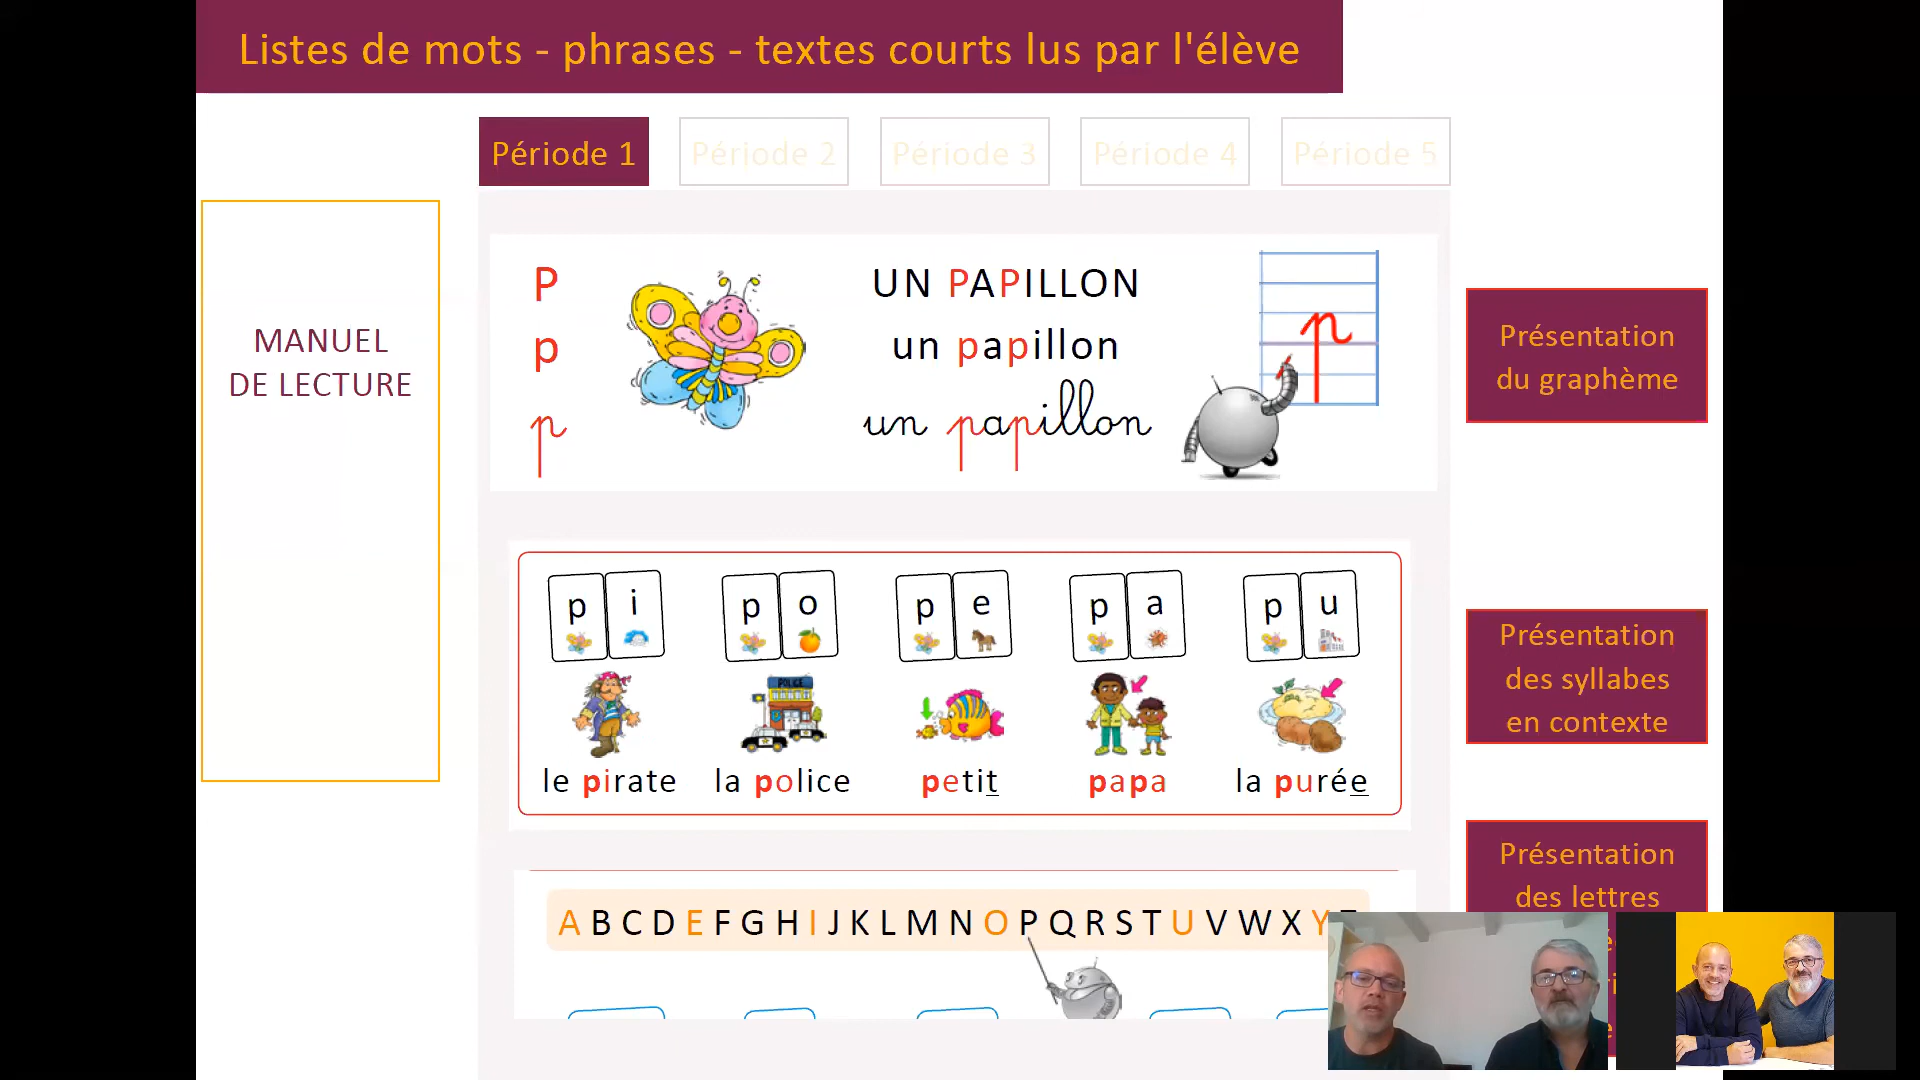 Listes de mots - phrases - textes courts lus par l'élève
Période 1
Période 2
Période 3
Période 4
Période 5
MANUEL
DE LECTURE
P
p
p
UN PAPILLON
un papillon
un papillon
p
Présentation
du graphème
p i
p o
p e
p a
p u
POLICE
le pirate
la police
petit
papa
la purée
Présentation
des syllabes
en contexte
A B C D E F G H I J K L M N O P Q R S T U V W X Y
Présentation
des lettres